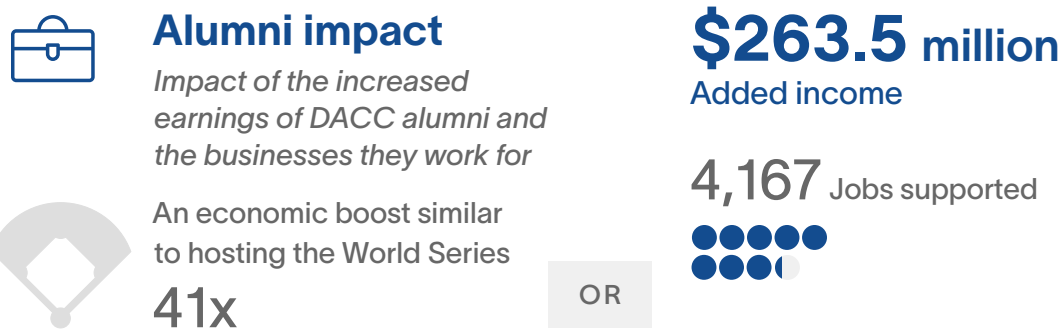 Alumni impact
Impact of the increased
earnings of DACC alumni and
the businesses they work for
An economic boost similar
to hosting the World Series
41x
OR
$263.5 million
Added income
4,167 Jobs supported